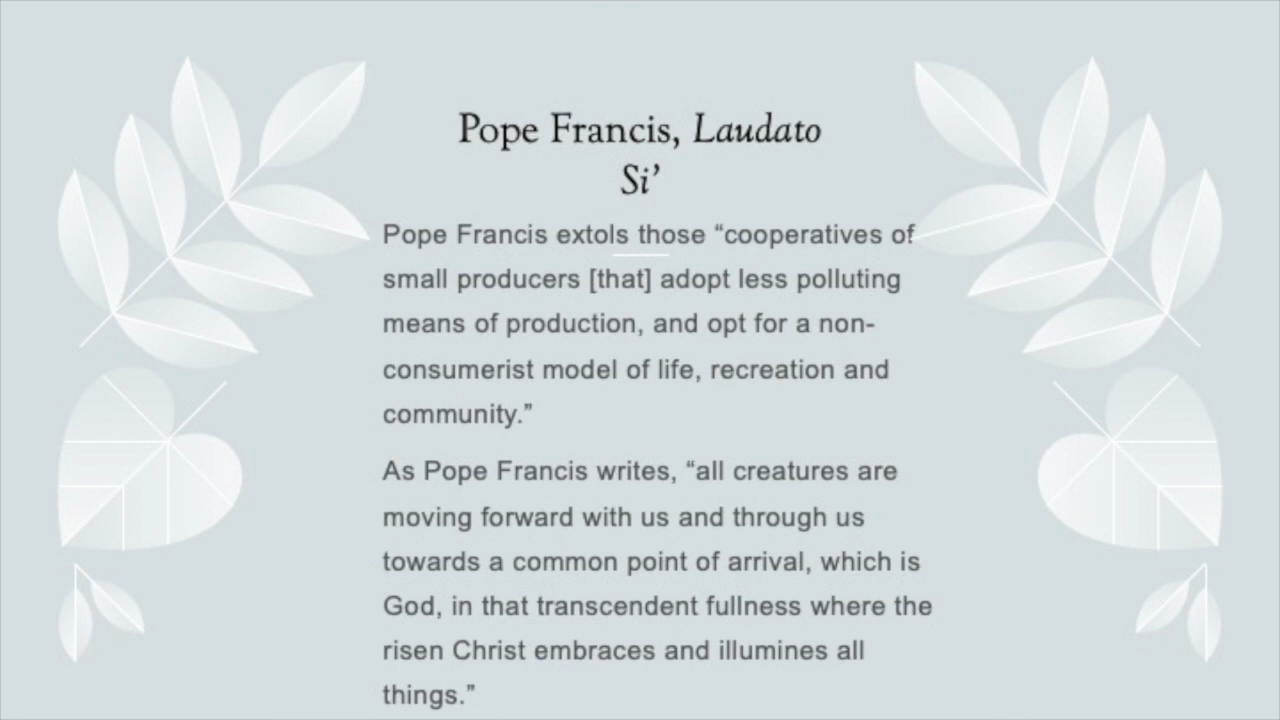 Pope Francis, Laudato
Si’
Pope Francis extols those “cooperatives of
small producers [that] adopt less polluting
means of production, and opt for a non-
consumerist model of life, recreation and
community.”
As Pope Francis writes, “all creatures are
moving forward with us and through us
towards a common point of arrival, which is
God, in that transcendent fullness where the
risen Christ embraces and illumines all
things.”